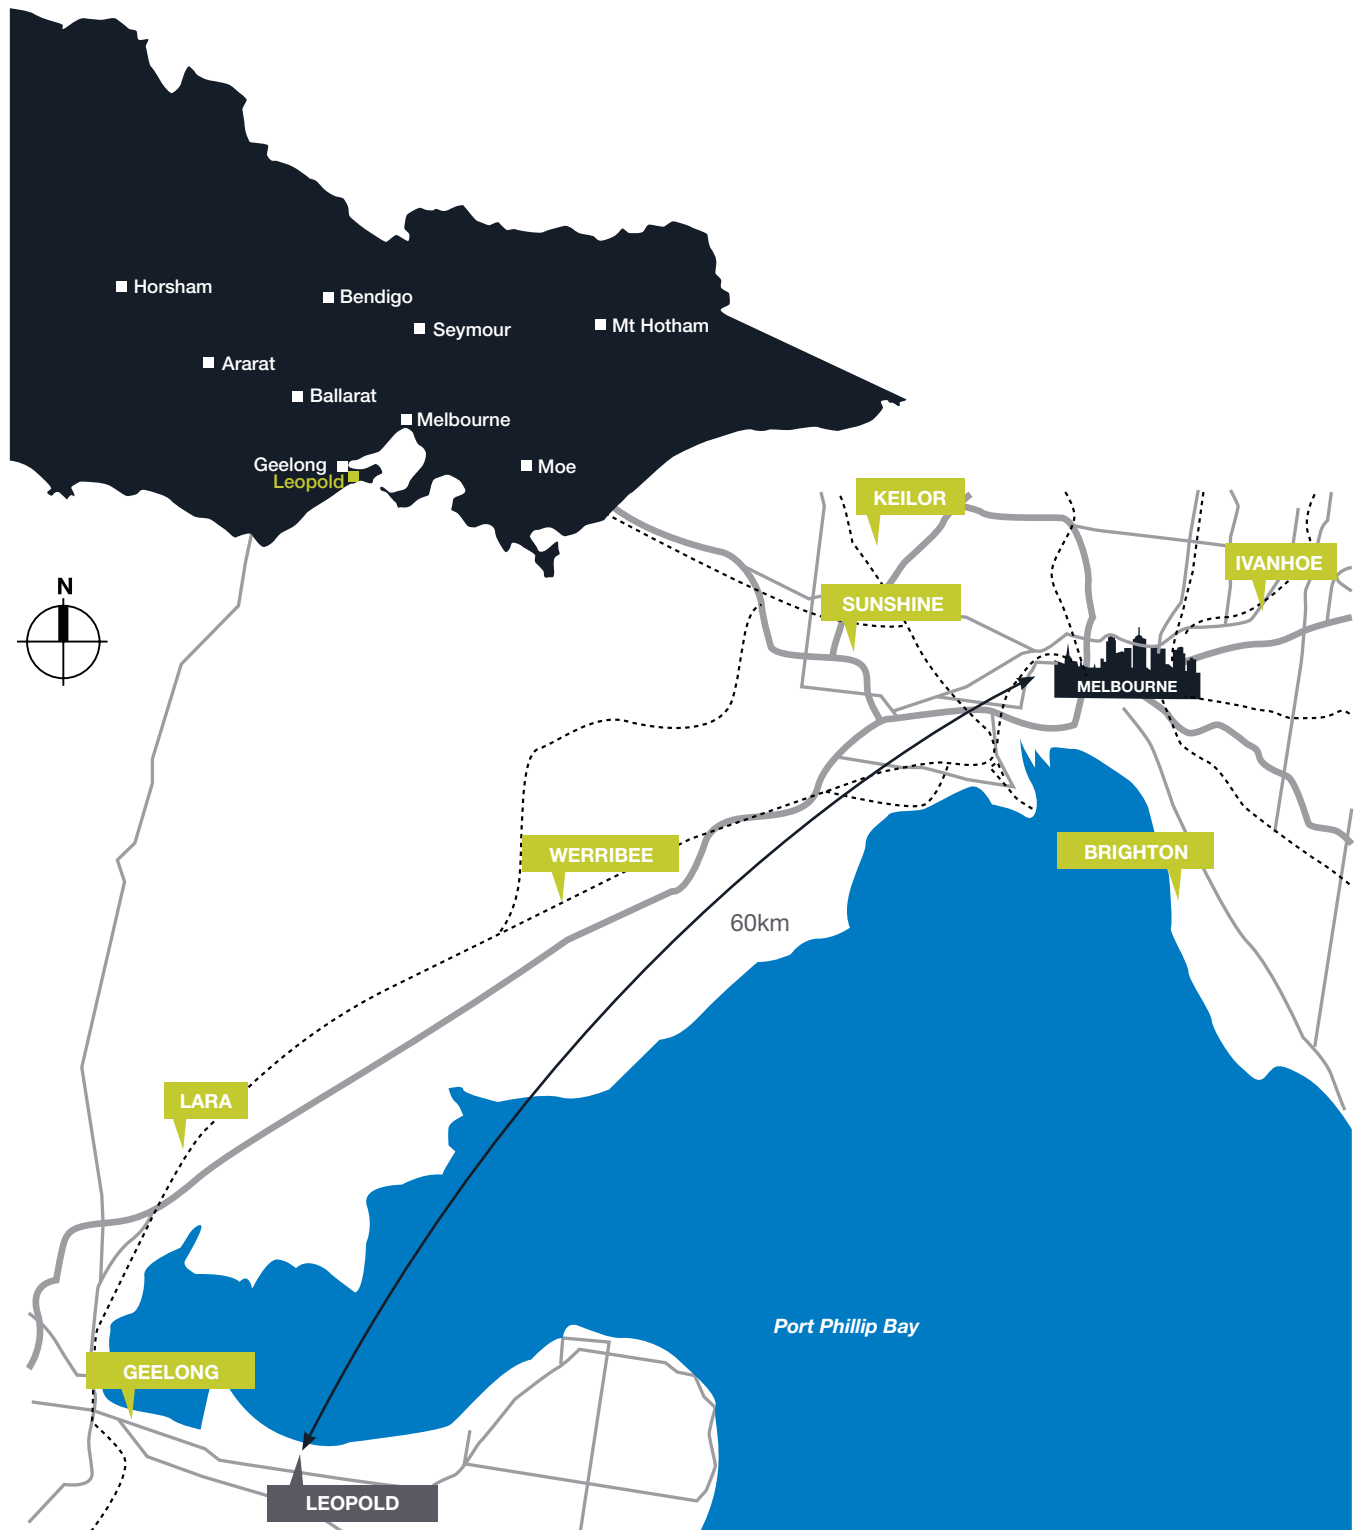 Horsham
Bendigo
Seymour
Mt Hotham
Ararat
Ballarat
Melbourne
Geelong
Leopold
Moe
KEILOR
IVANHOE
N
SUNSHINE
MELBOURNE
WERRIBEE
BRIGHTON
60km
LARA
Port Phillip Bay
GEELONG
LEOPOLD